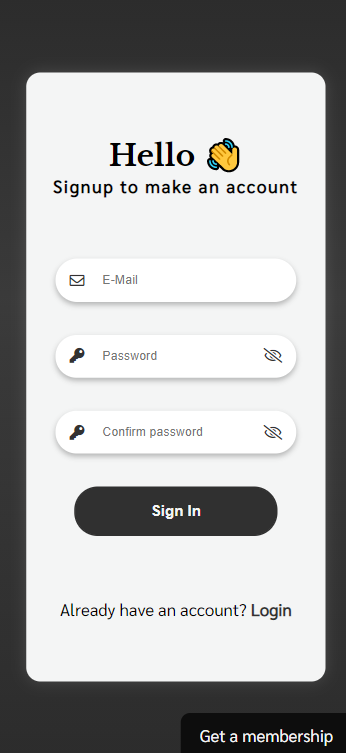 Hello 👋
Signup to make an account
E-Mail
Password
Confirm password
Sign In
Already have an account? Login
Get a membership